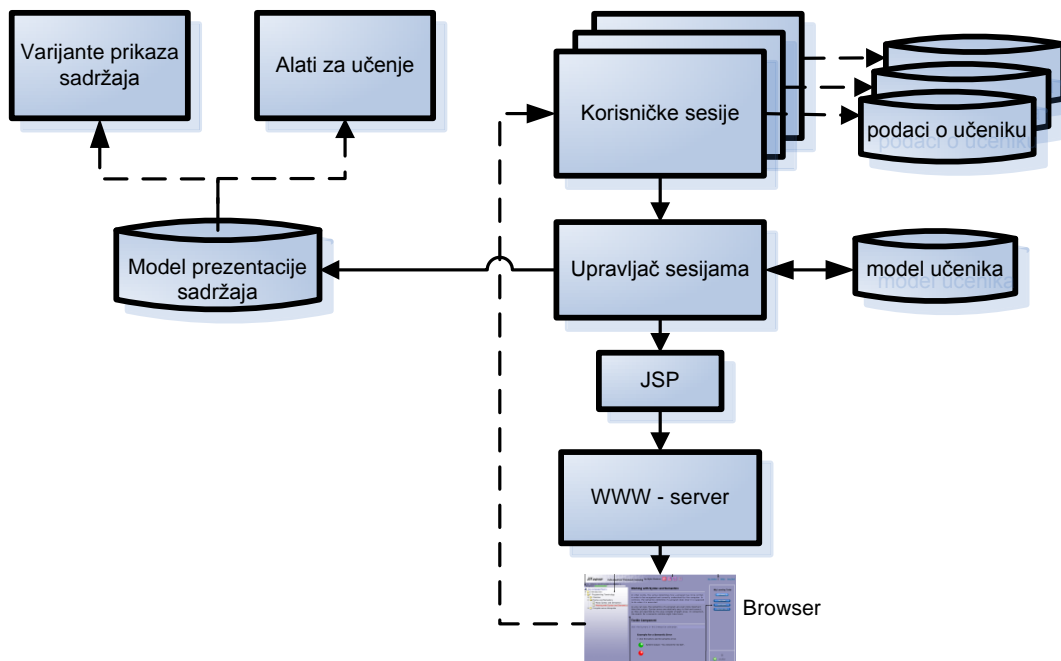 Varijante prikaza
sadržaja
Alati za učenje
Korisničke sesije
podaci o učeniku
Model prezentacije
sadržaja
Upravljač sesijama
model učenika
JSP
WWW - server
Browser